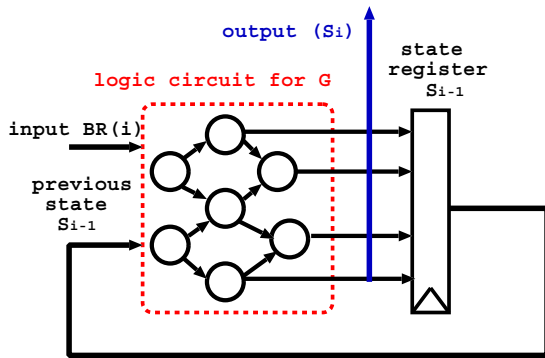 output (Si)
state
register
Si-1
logic circuit for G
input BR(i)
previous
state
Si-1